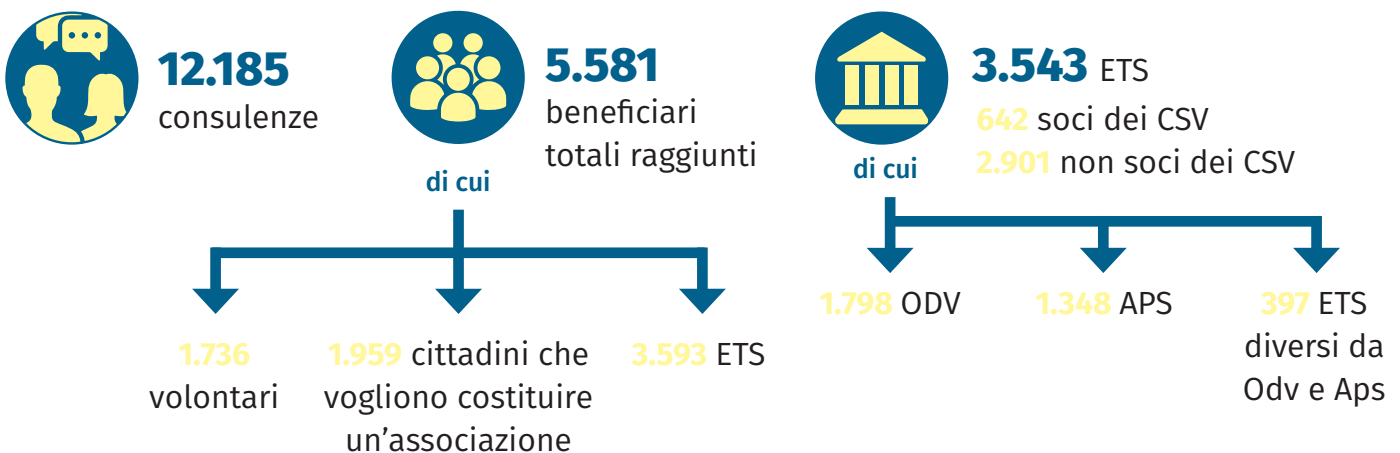 12.185
consulenze
5.581
beneficiari
totali raggiunti
di cui
1.736
volontari
1.959 cittadini che
vogliono costituire
un'associazione
3.593 ETS
3.543 ETS
642 soci dei CSV
2.901 non soci dei CSV
di cui
1.798 ODV
1.348 APS
397 ETS
diversi da
Odv e Aps